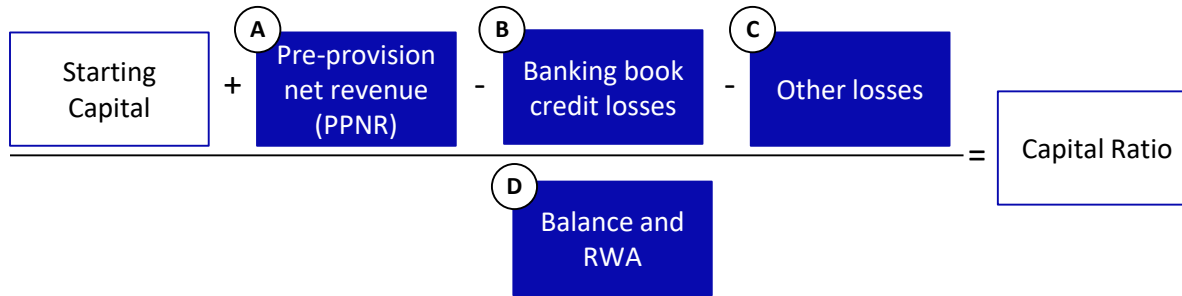 A
B
C
Starting
Capital
+
Pre-provision
net revenue
(PPNR)
-
Banking book
credit losses
-
Other losses
=
Capital Ratio
D
Balance and
RWA